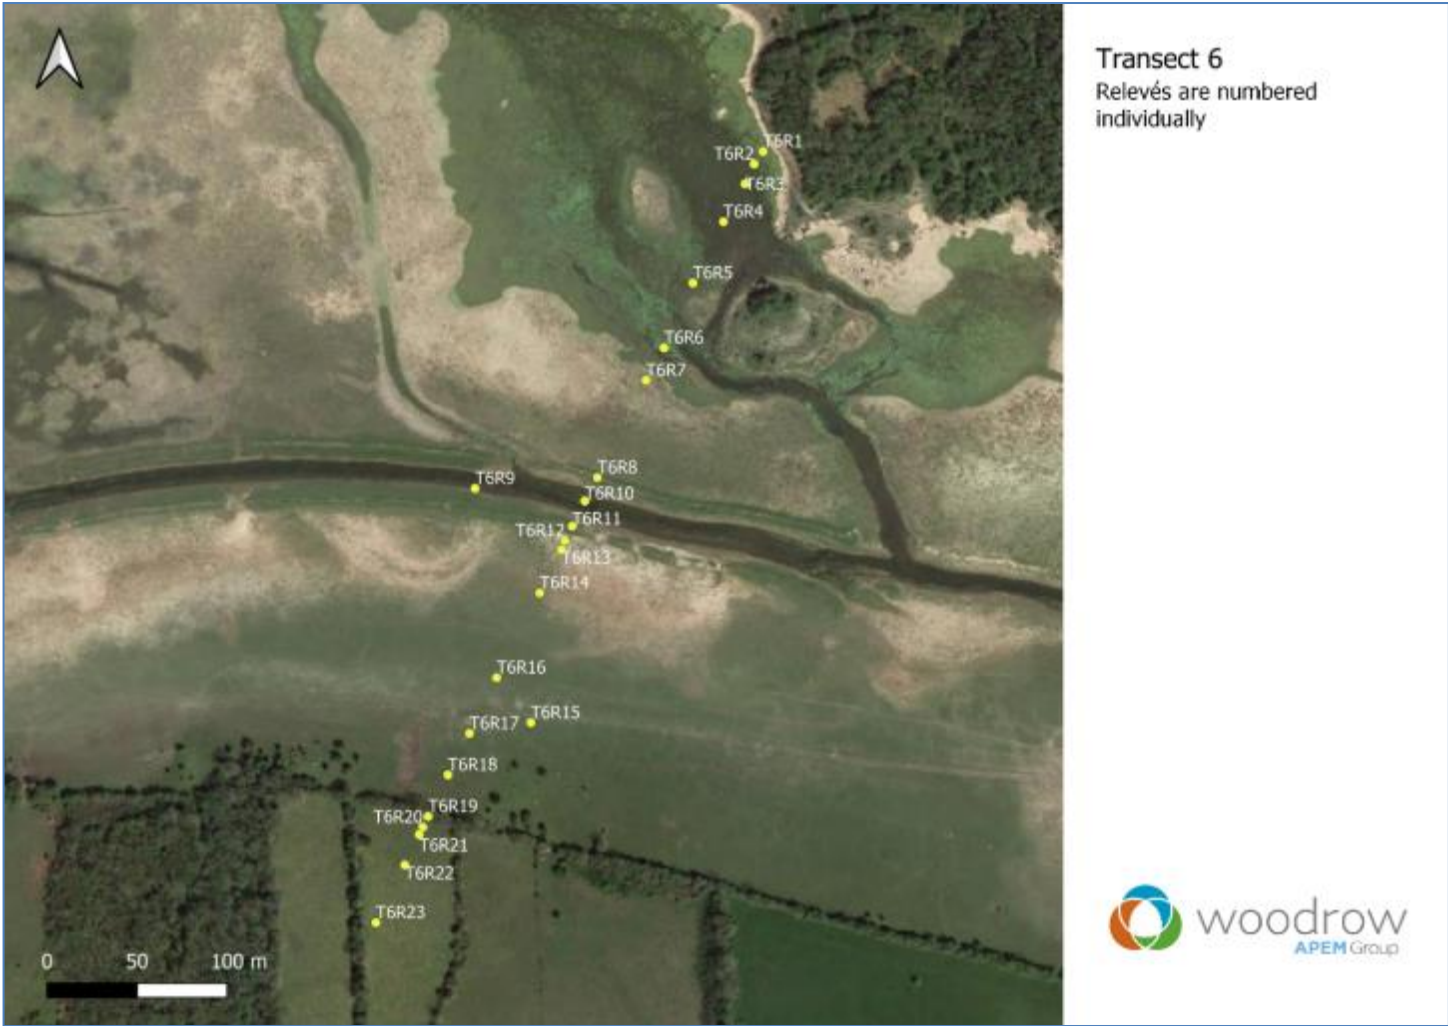 Transect 6
Relevés are numbered
individually
T6R1
T6R2
T6R3
T6R4
T6R5
T6R6
T6R7
T6R8
T6R9
T6R10
T6R11
T6R12
T6R13
T6R14
T6R16
T6R15
T6R17
T6R18
T6R19
T6R20
T6R21
T6R22
T6R23
0 50 100 m
woodrow
APEM Group